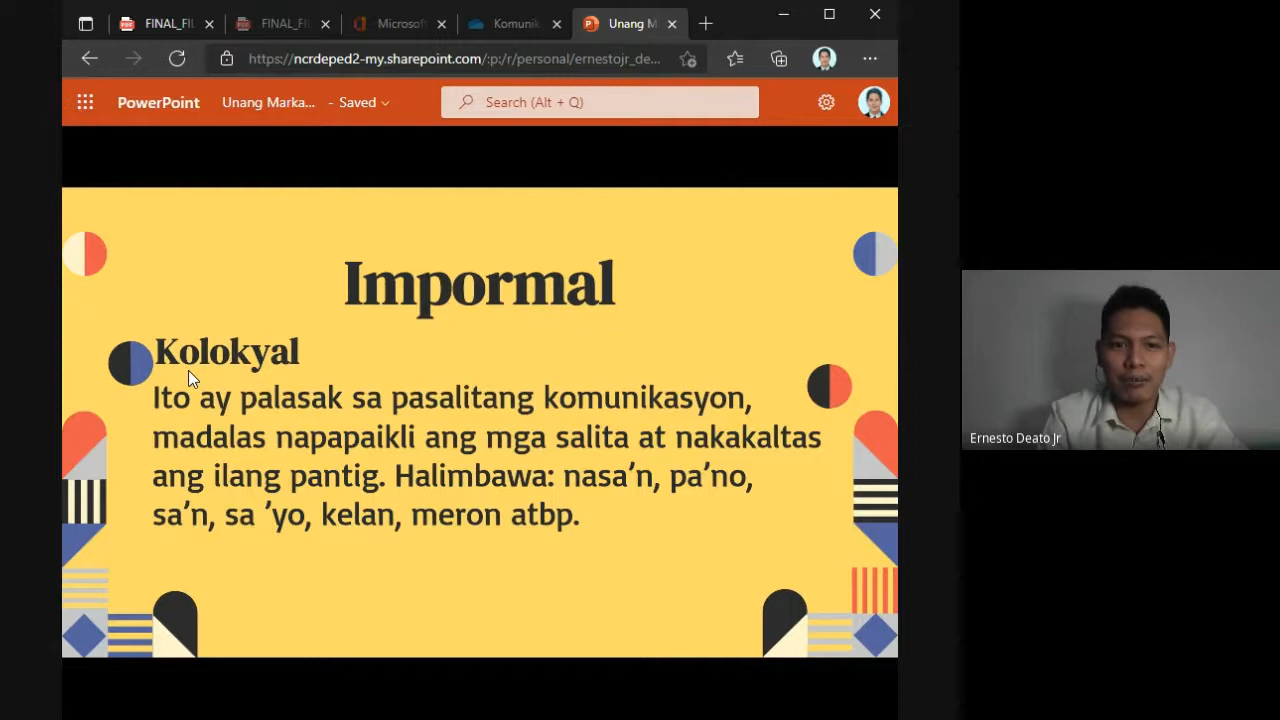 FINAL_FIL
FINAL_FIL
Microsof
Komunik
Unang M
https://ncrdeped2-my.sharepoint.com/:p:/r/personal/ernestojr_de...
PowerPoint
Unang Marka... - Saved
Search (Alt + Q)
Impormal
Kolokyal
Ito ay palasak sa pasalitang komunikasyon,
madalas napapaikli ang mga salita at nakakaltas
ang ilang pantig. Halimbawa: nasa’n, pa’no,
sa’n, sa ’yo, kelan, meron atbp.
Ernesto Deato Jr